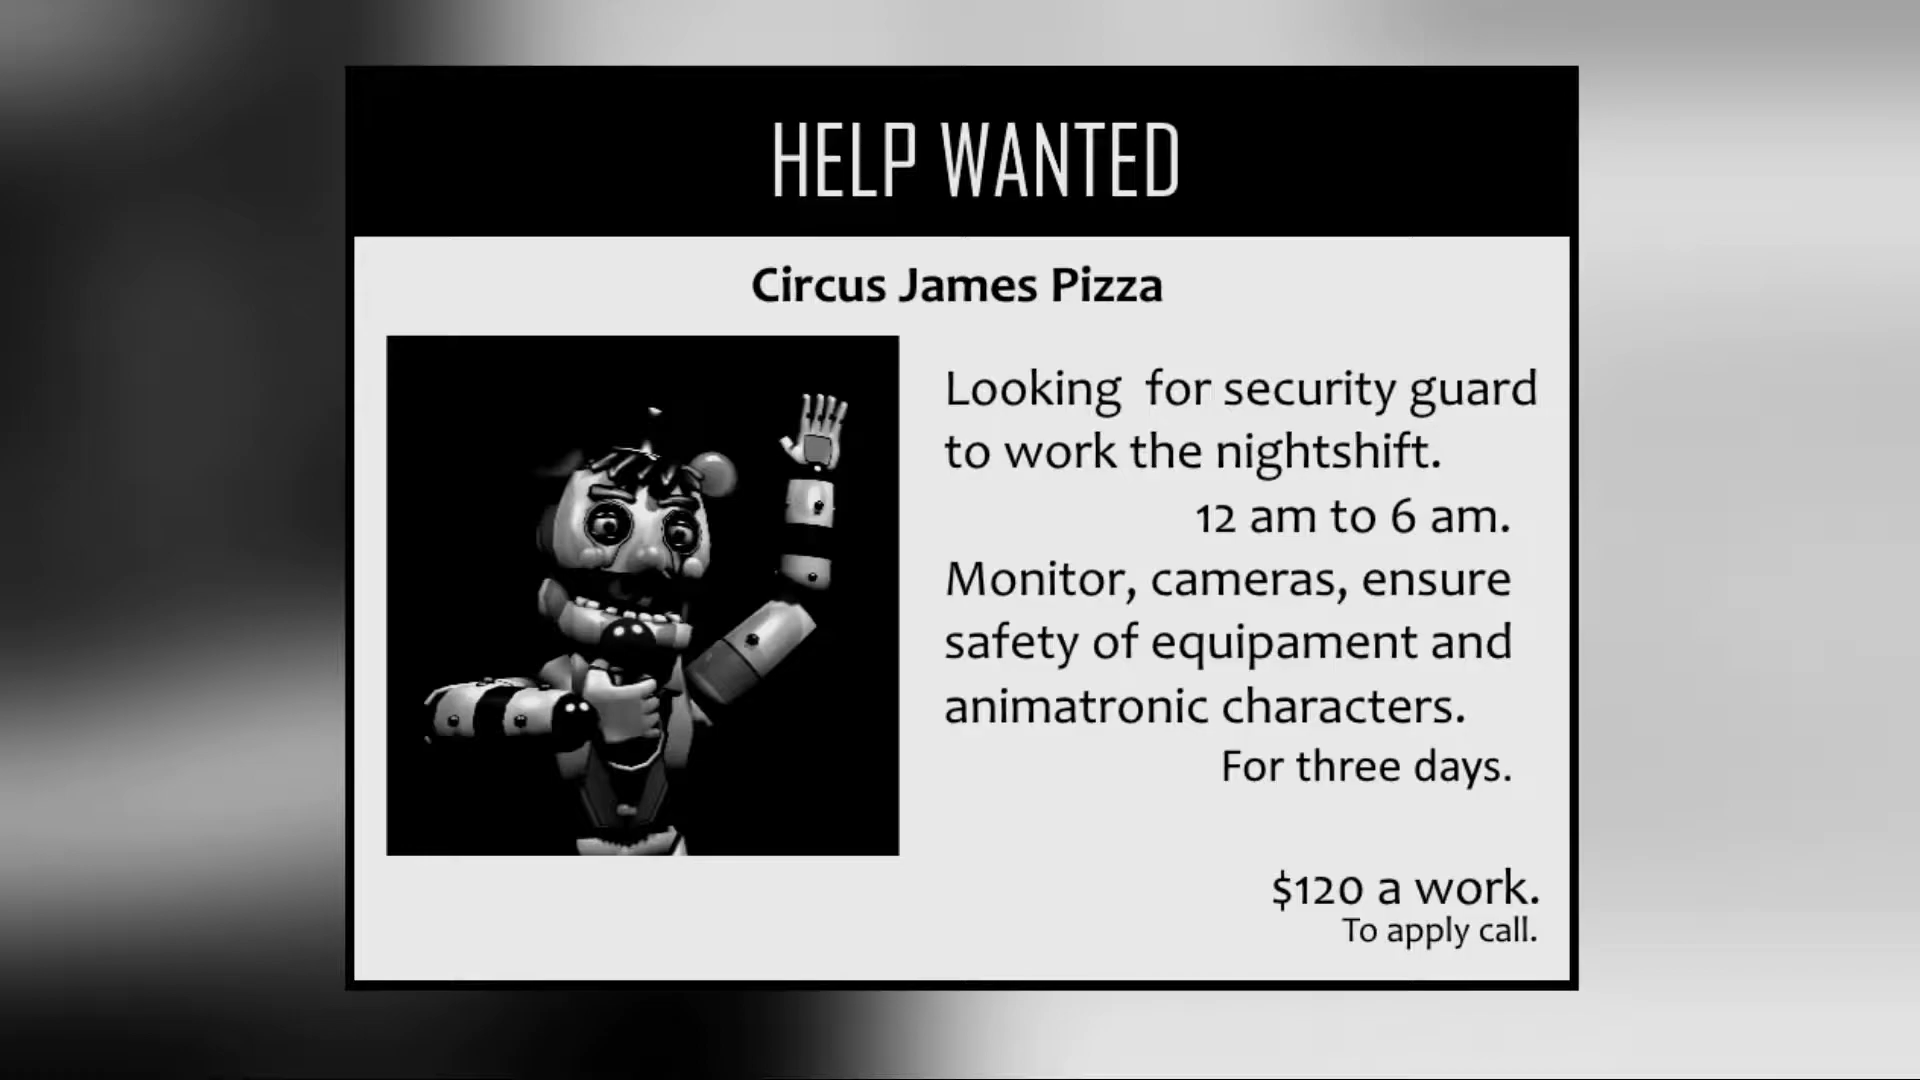 HELP WANTED
Circus James Pizza
Looking for security guard
to work the nightshift.
12 am to 6 am.
Monitor, cameras, ensure
safety of equipament and
animatronic characters.
For three days.
$120 a work.
To apply call.